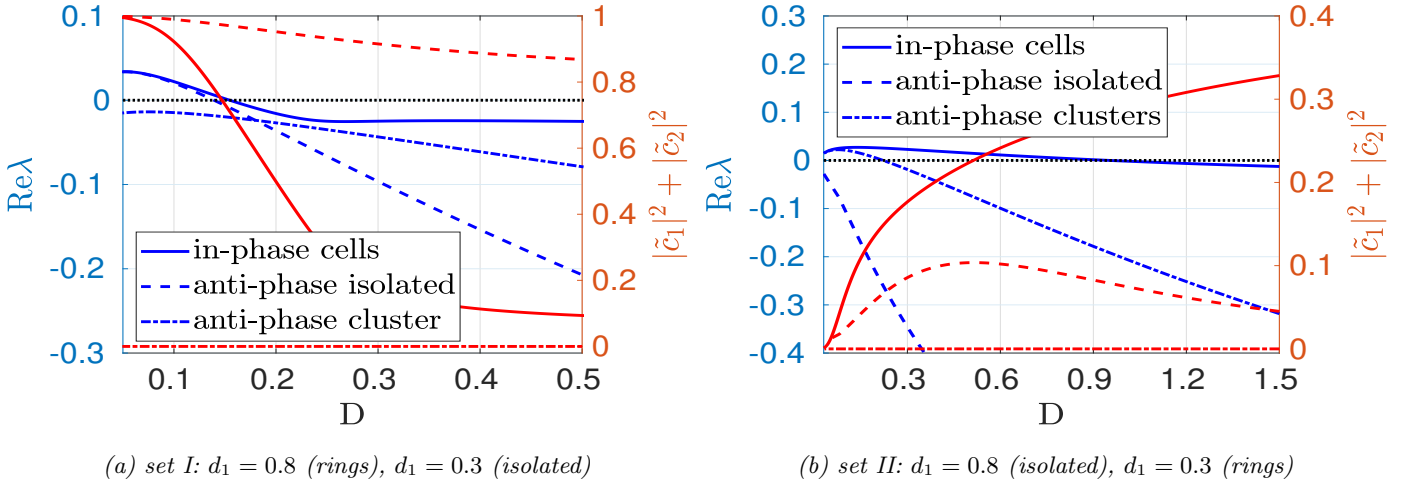 0.1
0
-0.1
-0.2
-0.3
Reλ
1
0.8
0.6
0.4
0.2
0
|c̃₁|² + |c̃₂|²
in-phase cells
anti-phase isolated
anti-phase cluster
0.1 0.2 0.3 0.4 0.5
D
(a) set I: d₁ = 0.8 (rings), d₁ = 0.3 (isolated)
0.3
0.2
0.1
0
-0.1
-0.2
-0.3
-0.4
Reλ
0.4
0.3
0.2
0.1
0
|c̃₁|² + |c̃₂|²
in-phase cells
anti-phase isolated
anti-phase clusters
0.3 0.6 0.9 1.2 1.5
D
(b) set II: d₁ = 0.8 (isolated), d₁ = 0.3 (rings)